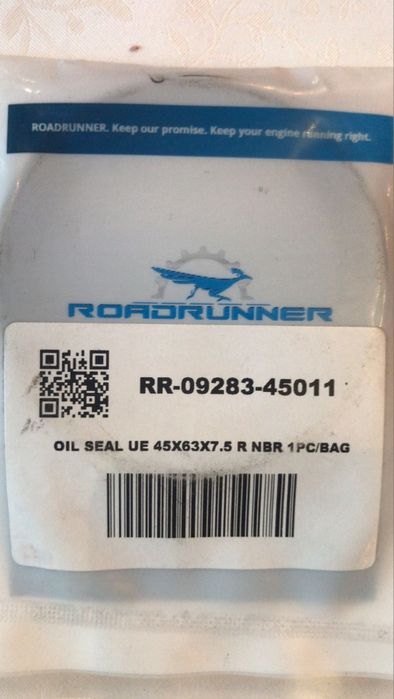 ROADRUNNER. Keep our promise. Keep your engine running right.
ROADRUNNER
RR-09283-45011
OIL SEAL UE 45X63X7.5 R NBR 1PC/BAG